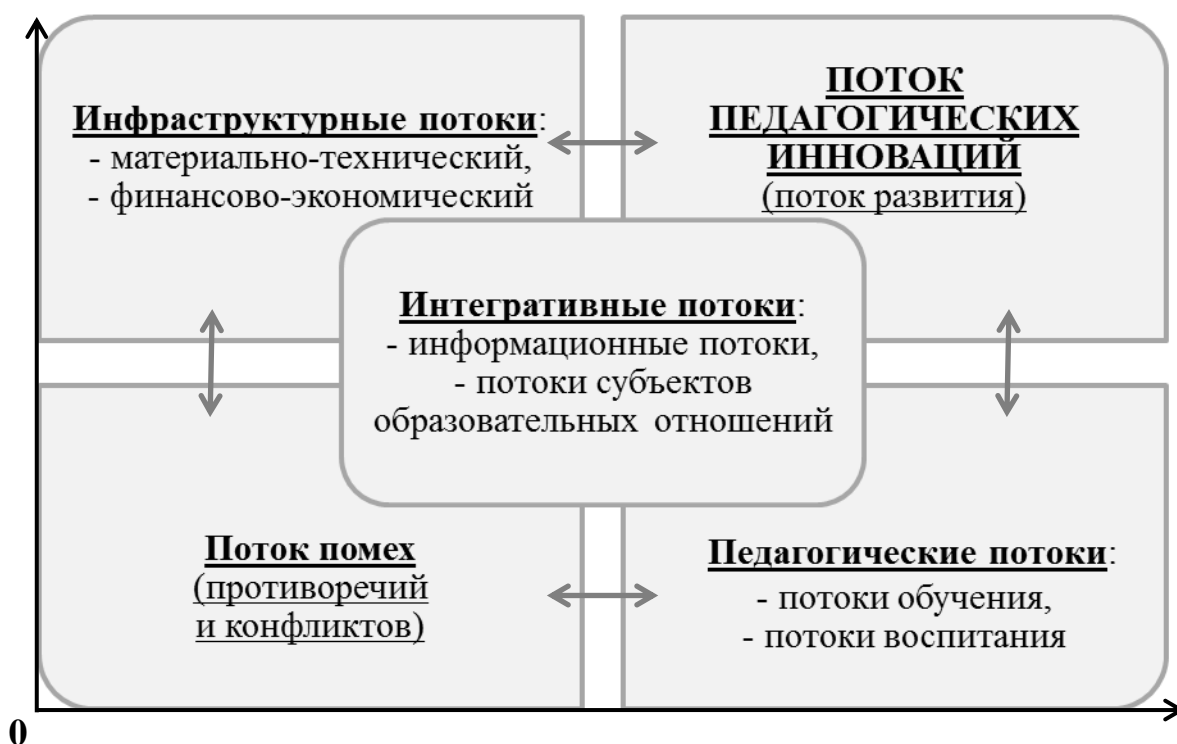 Инфраструктурные потоки:
- материально-технический,
- финансово-экономический
ПОТОК
ПЕДАГОГИЧЕСКИХ
ИННОВАЦИЙ
(поток развития)
Интегративные потоки:
- информационные потоки,
- потоки субъектов
образовательных отношений
Поток помех
(противоречий
и конфликтов)
Педагогические потоки:
- потоки обучения,
- потоки воспитания
0